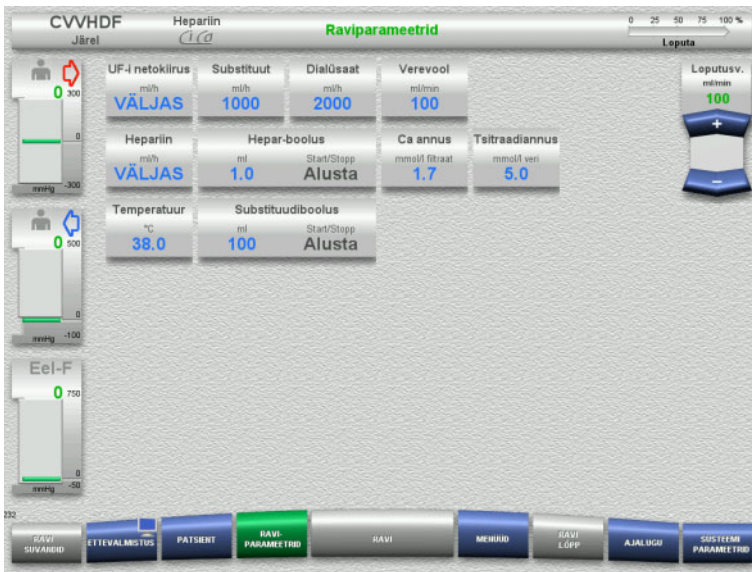 CVVHDF
Järel
Hepariin
CiCa
Raviparameetrid
0 25 50 75 100 %
Loputa
0 300
0
mmHg -300
0 500
0
mmHg -100
Eel-F
0 750
0
mmHg -50
UF-i netokiirus
ml/h
VÄLJAS
Substituut
ml/h
1000
Dialüsaat
ml/h
2000
Verevool
ml/min
100
Hepariin
ml/h
VÄLJAS
Hepar-boolus
ml Start/Stopp
1.0 Alusta
Ca annus
mmol/l filtraat
1.7
Tsitraadiannus
mmol/l veri
5.0
Temperatuur
°C
38.0
Substituudiboolus
ml Start/Stopp
100 Alusta
Loputusv.
ml/min
100
+
−
232
RAVI
SUVANDID
ETTEVALMISTUS
PATSIENT
RAVI-
PARAMEETRID
RAVI
MENÜÜD
RAVI
LÕPP
AJALUGU
SÜSTEEMI
PARAMEETRID